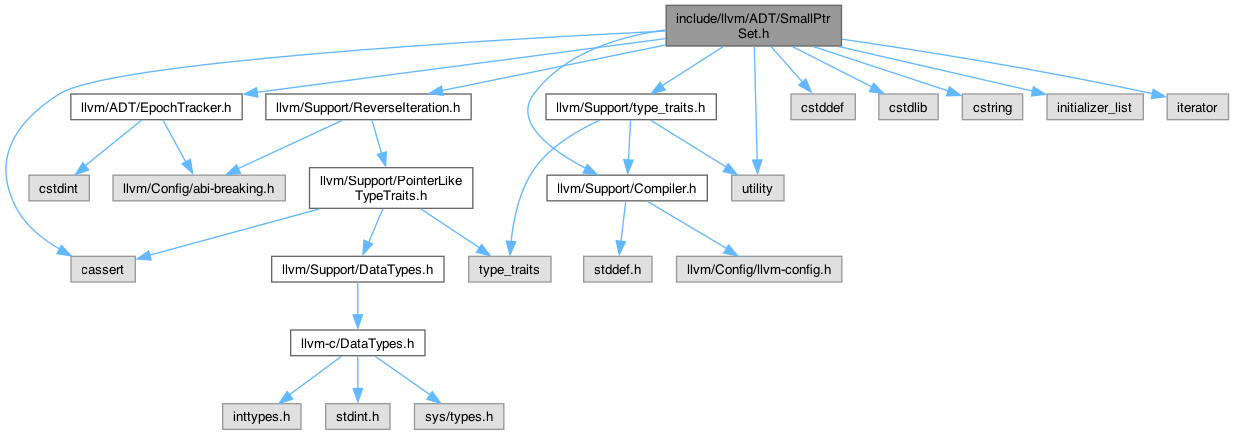 include/llvm/ADT/SmallPtr
Set.h
llvm/ADT/EpochTracker.h
llvm/Support/ReverseIteration.h
llvm/Support/type_traits.h
cstddef
cstdlib
cstring
initializer_list
iterator
cstdint
llvm/Config/abi-breaking.h
llvm/Support/PointerLike
TypeTraits.h
llvm/Support/Compiler.h
utility
cassert
llvm/Support/DataTypes.h
type_traits
stddef.h
llvm/Config/llvm-config.h
llvm-c/DataTypes.h
inttypes.h
stdint.h
sys/types.h